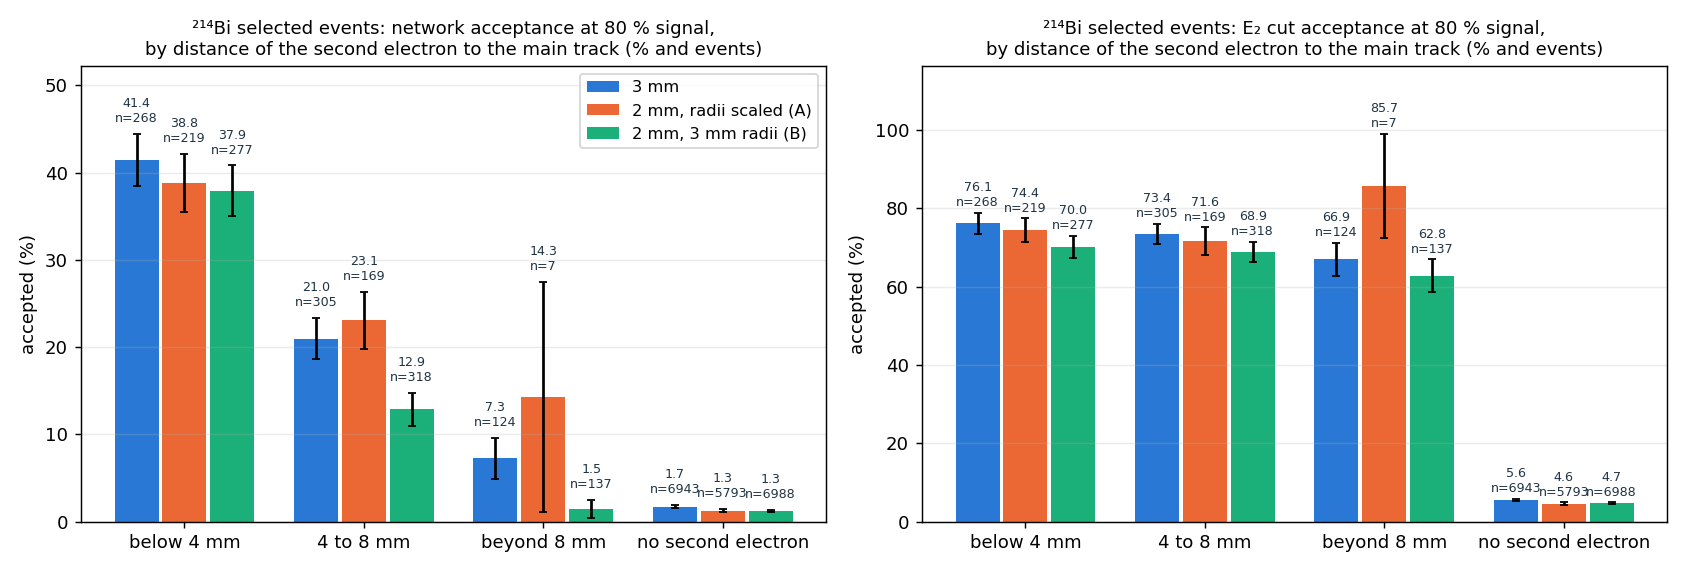 ²¹⁴Bi selected events: network acceptance at 80 % signal,
by distance of the second electron to the main track (% and events)
accepted (%)
50
40
30
20
10
0
3 mm
2 mm, radii scaled (A)
2 mm, 3 mm radii (B)
41.4
n=268
38.8
n=219
37.9
n=277
21.0
n=305
23.1
n=169
12.9
n=318
7.3
n=124
14.3
n=7
1.5
n=137
1.7
n=6943
1.3
n=5793
1.3
n=6988
below 4 mm
4 to 8 mm
beyond 8 mm
no second electron
²¹⁴Bi selected events: E₂ cut acceptance at 80 % signal,
by distance of the second electron to the main track (% and events)
accepted (%)
100
80
60
40
20
0
76.1
n=268
74.4
n=219
70.0
n=277
73.4
n=305
71.6
n=169
68.9
n=318
66.9
n=124
85.7
n=7
62.8
n=137
5.6
n=6943
4.6
n=5793
4.7
n=6988
below 4 mm
4 to 8 mm
beyond 8 mm
no second electron